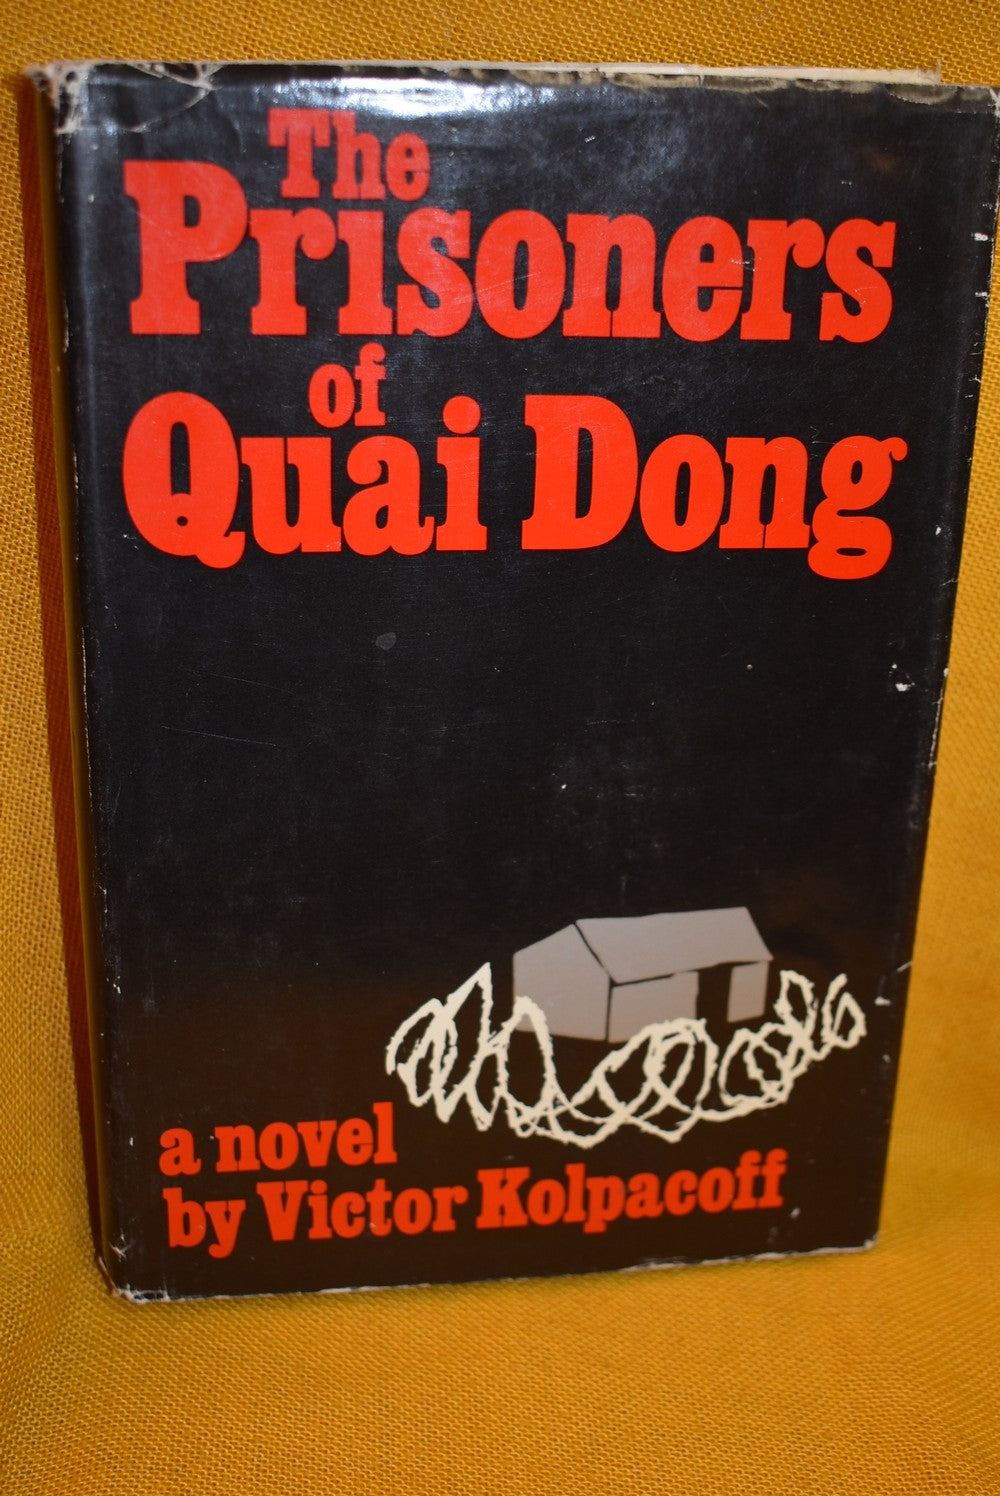 The
Prisoners
of
Quai Dong
a novel
by Victor Kolpacoff